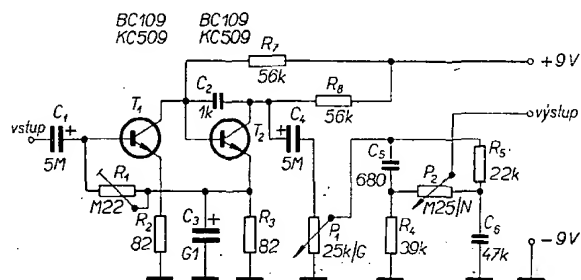 BC109 BC109
KC509 KC509
R7
56k
+9V
C2
1k
R8
56k
C1
T1
T2
C4
výstup
vstup
5M
5M
C5
680
P2
R5
22k
R1
M22
M25/N
R2
82
C3
G1
R3
82
P1
25k/G
R4
39k
C6
47k
-9V